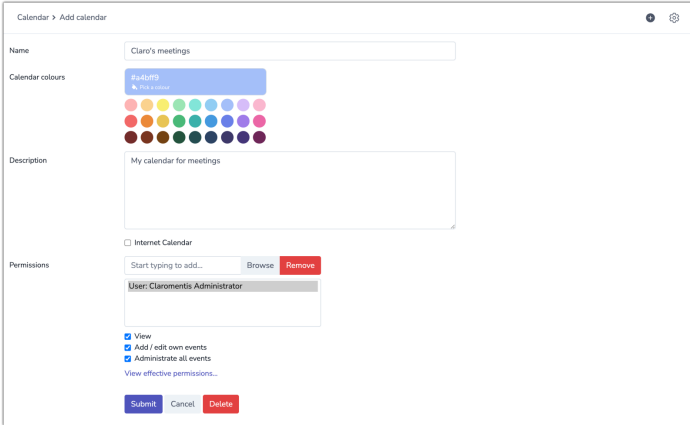 Calendar > Add calendar
Name
Claro's meetings
Calendar colours
#a4bff9
Pick a colour
Description
My calendar for meetings
Internet Calendar
Permissions
Start typing to add...
Browse
Remove
User: Claromentis Administrator
View
Add / edit own events
Administrate all events
View effective permissions...
Submit
Cancel
Delete